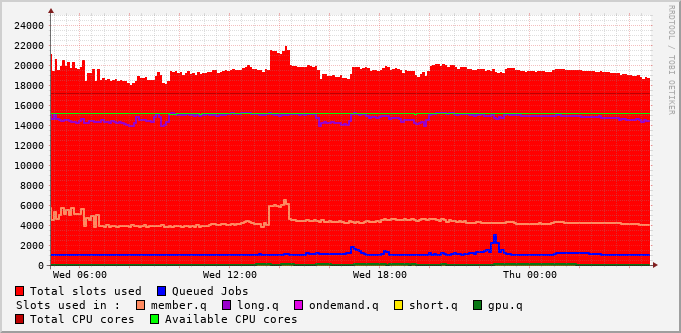 24000
22000
20000
18000
16000
14000
12000
10000
8000
6000
4000
2000
0
Wed 06:00 Wed 12:00 Wed 18:00 Thu 00:00
RRDTOOL / TOBI OETIKER
Total slots used Queued Jobs
Slots used in : member.q long.q ondemand.q short.q gpu.q
Total CPU cores Available CPU cores